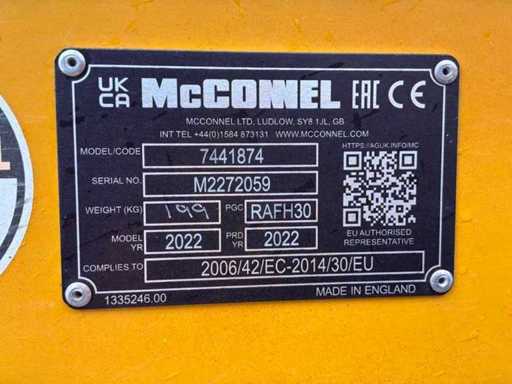 UK CA McCONNEL EAC CE
MCCONNEL LTD, LUDLOW, SY8 1JL, GB
INT TEL +44(0)1584 873131 WWW.MCCONNEL.COM
HTTPS://AGUK.INFO/MC
MODEL/CODE 7441874
SERIAL NO. M2272059
WEIGHT (KG) 199 PGC RAFH30
MODEL YR 2022 PRD YR 2022
EU AUTHORISED REPRESENTATIVE
COMPLIES TO 2006/42/EC-2014/30/EU
1335246.00 MADE IN ENGLAND